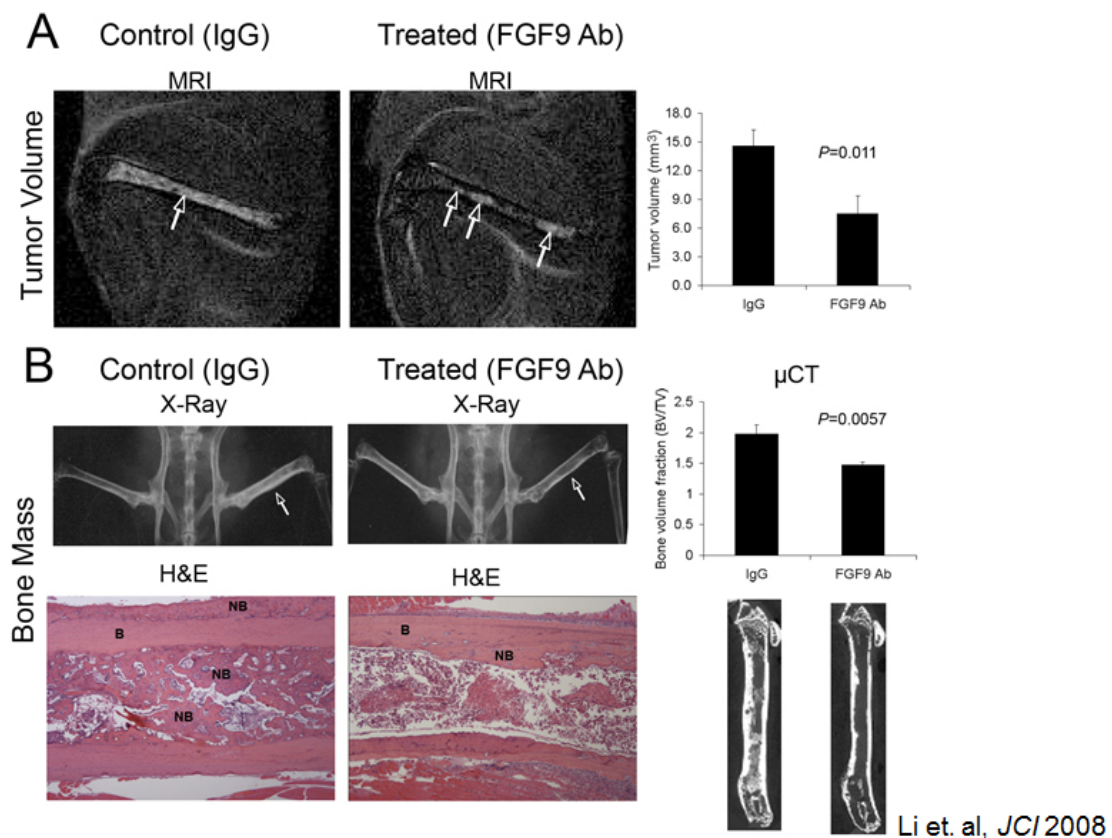 A
Control (IgG)
Treated (FGF9 Ab)
MRI
MRI
Tumor Volume
Tumor volume (mm³)
18.0
15.0
12.0
9.0
6.0
3.0
0.0
P=0.011
IgG
FGF9 Ab
B
Control (IgG)
Treated (FGF9 Ab)
X-Ray
X-Ray
µCT
Bone Mass
Bone volume fraction (BV/TV)
2.5
2
1.5
1
0.5
0
P=0.0057
IgG
FGF9 Ab
H&E
H&E
NB
B
NB
NB
B
NB
Li et. al, JCI 2008